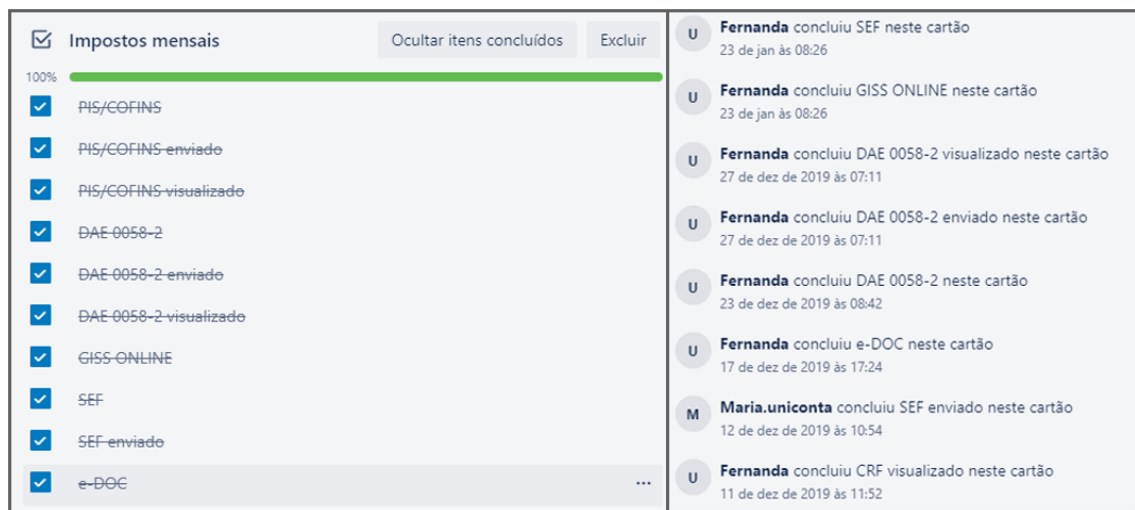 Impostos mensais
Ocultar itens concluídos
Excluir
100%
PIS/COFINS
PIS/COFINS enviado
PIS/COFINS visualizado
DAE 0058-2
DAE 0058-2 enviado
DAE 0058-2 visualizado
GISS ONLINE
SEF
SEF enviado
e-DOC
U
Fernanda concluiu SEF neste cartão
23 de jan às 08:26
U
Fernanda concluiu GISS ONLINE neste cartão
23 de jan às 08:26
U
Fernanda concluiu DAE 0058-2 visualizado neste cartão
27 de dez de 2019 às 07:11
U
Fernanda concluiu DAE 0058-2 enviado neste cartão
27 de dez de 2019 às 07:11
U
Fernanda concluiu DAE 0058-2 neste cartão
23 de dez de 2019 às 08:42
U
Fernanda concluiu e-DOC neste cartão
17 de dez de 2019 às 17:24
M
Maria.uniconta concluiu SEF enviado neste cartão
12 de dez de 2019 às 10:54
U
Fernanda concluiu CRF visualizado neste cartão
11 de dez de 2019 às 11:52